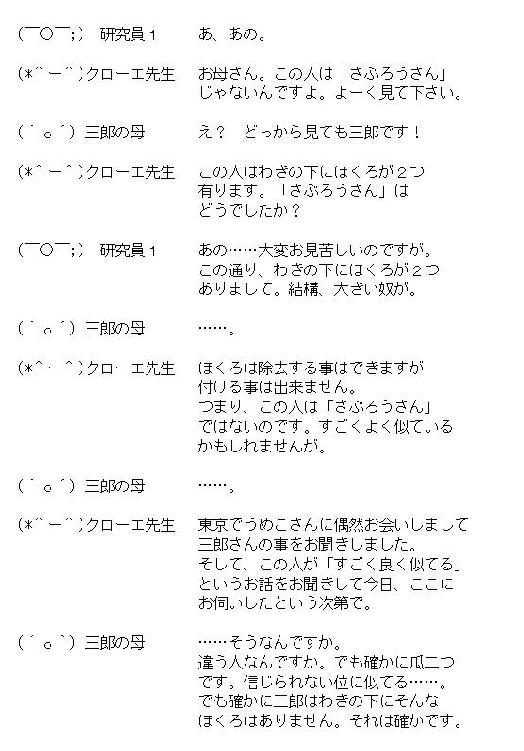 (￣○￣;) 研究員１ あ、あの。
(*＾ー＾)クローエ先生 お母さん。この人は「さぶろうさん」
じゃないんですよ。よーく見て下さい。
(´ｏ｀) 三郎の母 え？ どっから見ても三郎です！
(*＾ー＾)クローエ先生 この人はわきの下にほくろが２つ
有ります。「さぶろうさん」は
どうでしたか？
(￣○￣;) 研究員１ あの……大変お見苦しいのですが。
この通り、わきの下にほくろが２つ
ありまして。結構、大きい奴が。
(´ｏ｀) 三郎の母 ……。
(*＾ー＾)クローエ先生 ほくろは除去する事はできますが
付ける事は出来ません。
つまり、この人は「さぶろうさん」
ではないのです。すごくよく似ている
かもしれませんが。
(´ｏ｀) 三郎の母 ……。
(*＾ー＾)クローエ先生 東京でうめこさんに偶然お会いしまして
三郎さんの事をお聞きしました。
そして、この人が「すごく良く似てる」
というお話をお聞きして今日、ここに
お伺いしたという次第で。
(´ｏ｀) 三郎の母 ……そうなんですか。
違う人なんですか。でも確かに瓜二つ
です。信じられない位に似てる……。
でも確かに三郎はわきの下にそんな
ほくろはありません。それは確かです。